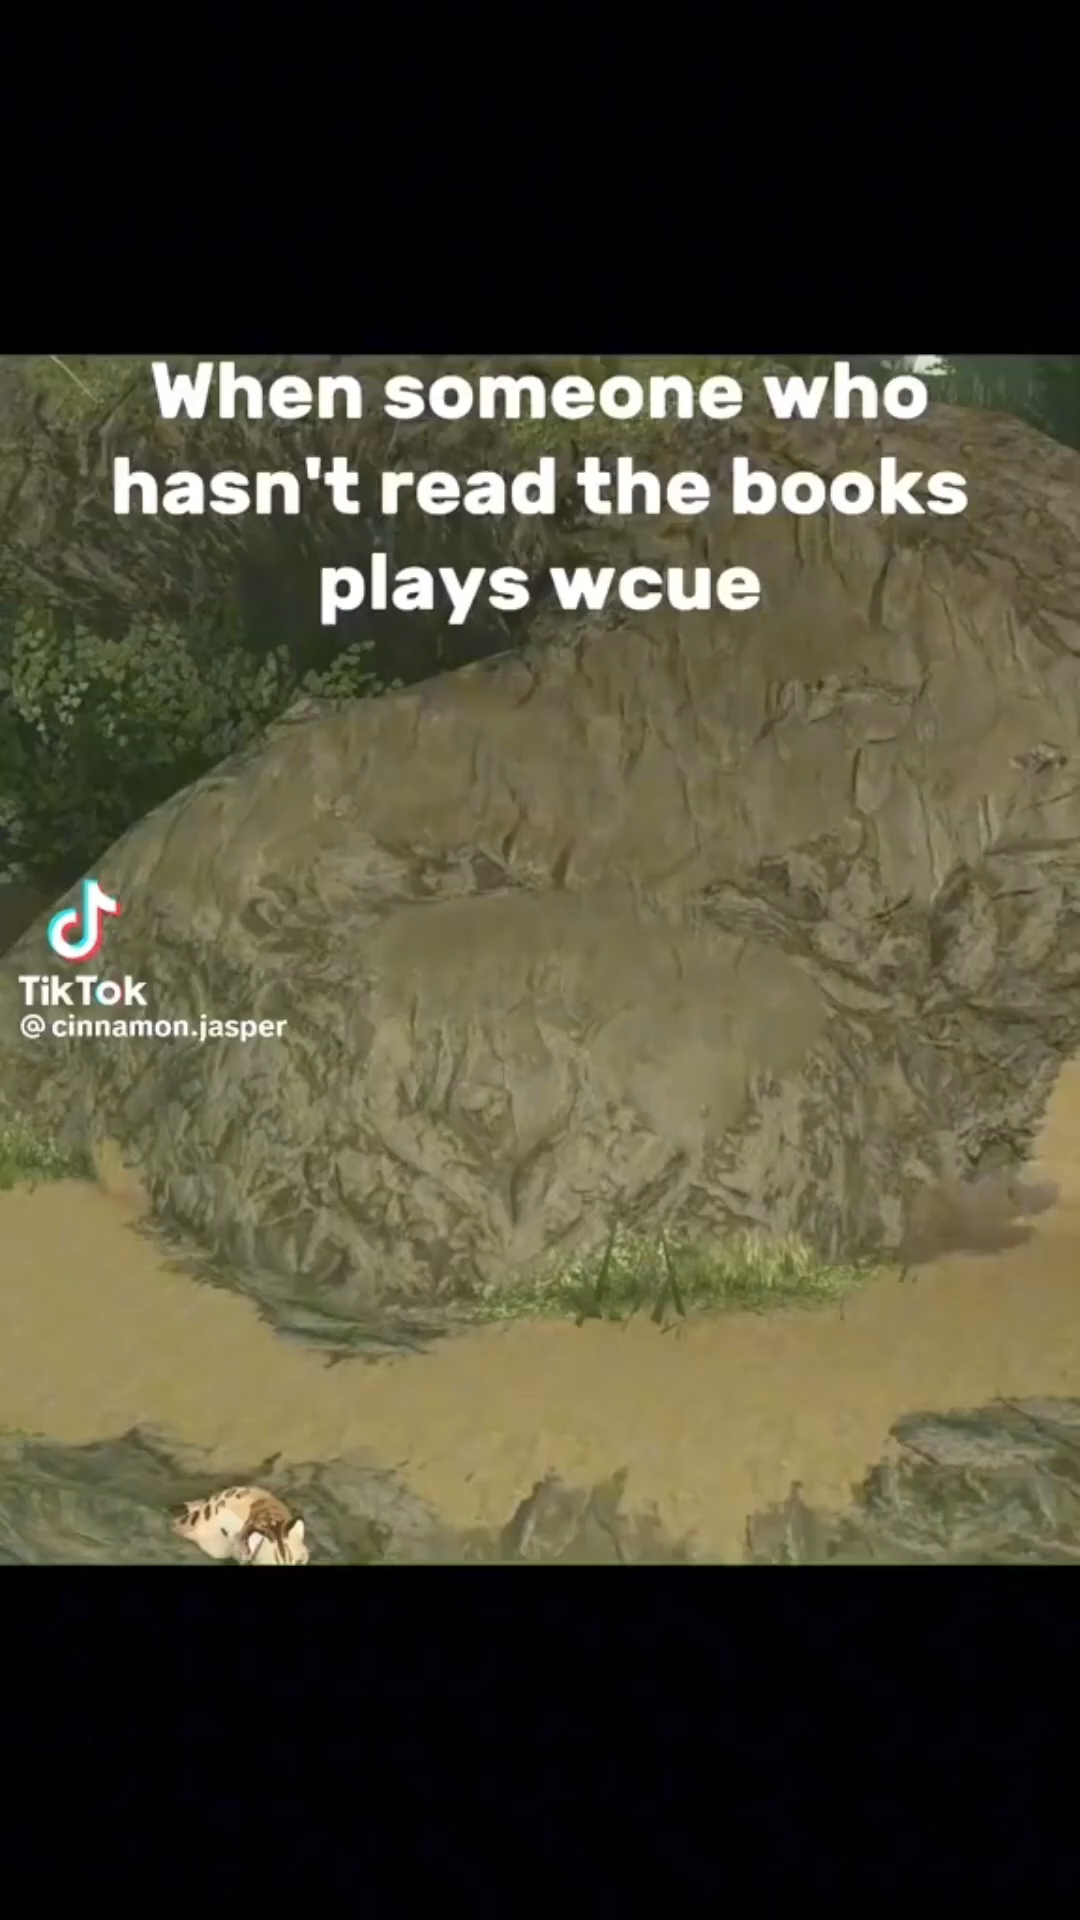 When someone who
hasn't read the books
plays wcue
TikTok
@cinnamon.jasper